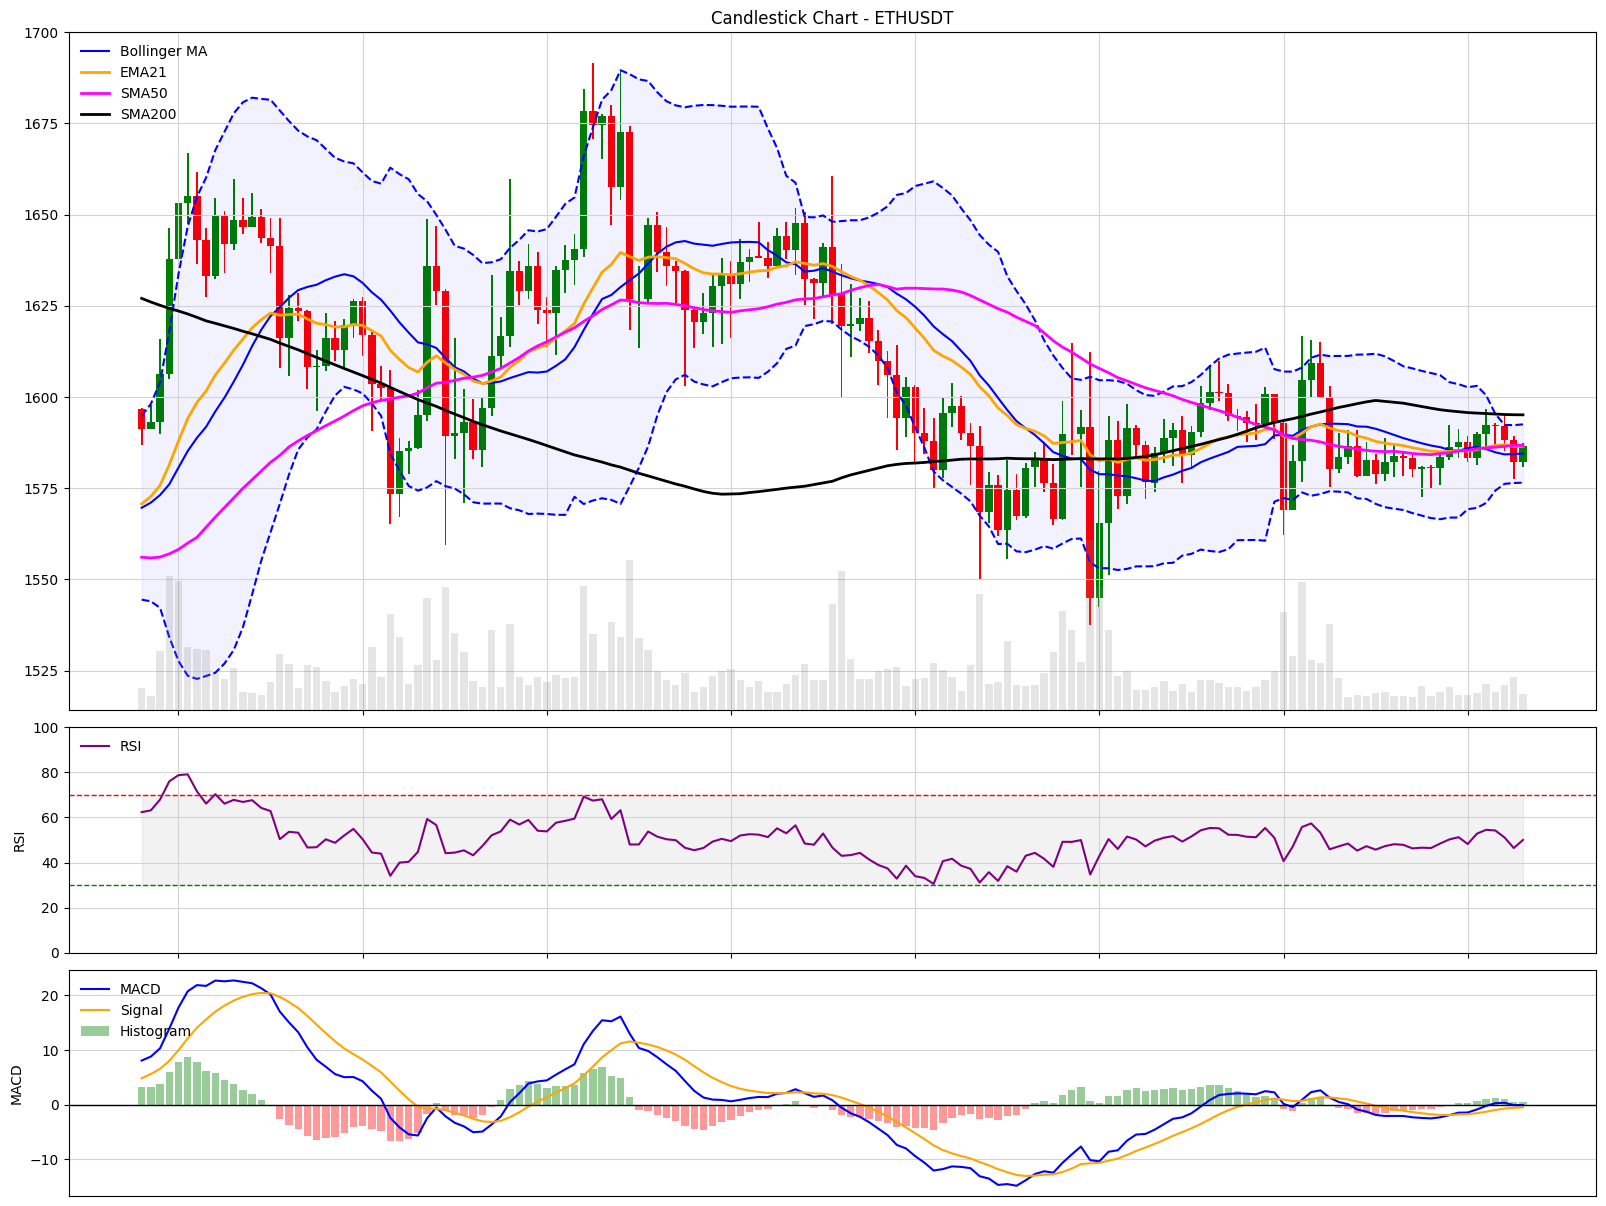 Candlestick Chart - ETHUSDT
1700
1675
1650
1625
1600
1575
1550
1525
Bollinger MA
EMA21
SMA50
SMA200
100
80
60
40
20
0
RSI
RSI
20
10
0
−10
MACD
MACD
Signal
Histogram